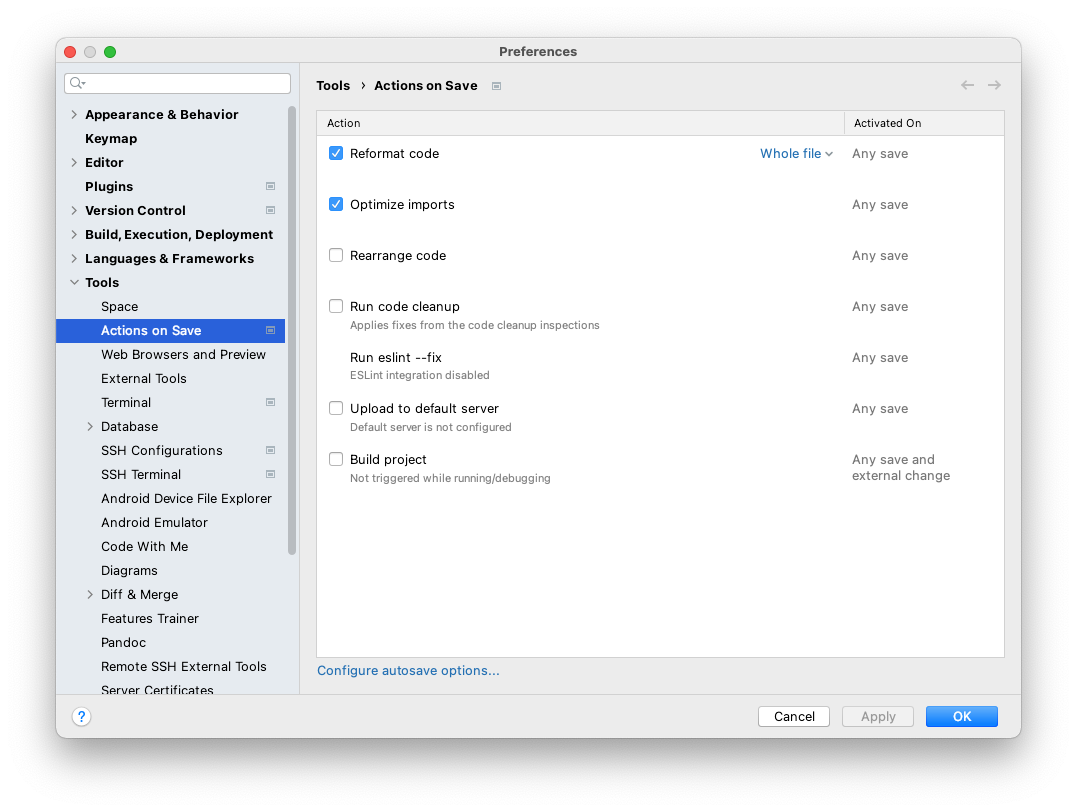 Preferences
Appearance & Behavior
Keymap
Editor
Plugins
Version Control
Build, Execution, Deployment
Languages & Frameworks
Tools
Space
Actions on Save
Web Browsers and Preview
External Tools
Terminal
Database
SSH Configurations
SSH Terminal
Android Device File Explorer
Android Emulator
Code With Me
Diagrams
Diff & Merge
Features Trainer
Pandoc
Remote SSH External Tools
Server Certificates
Tools › Actions on Save
Action Activated On
Reformat code Whole file Any save
Optimize imports Any save
Rearrange code Any save
Run code cleanup Any save
Applies fixes from the code cleanup inspections
Run eslint --fix Any save
ESLint integration disabled
Upload to default server Any save
Default server is not configured
Build project Any save and
external change
Not triggered while running/debugging
Configure autosave options...
? Cancel Apply OK